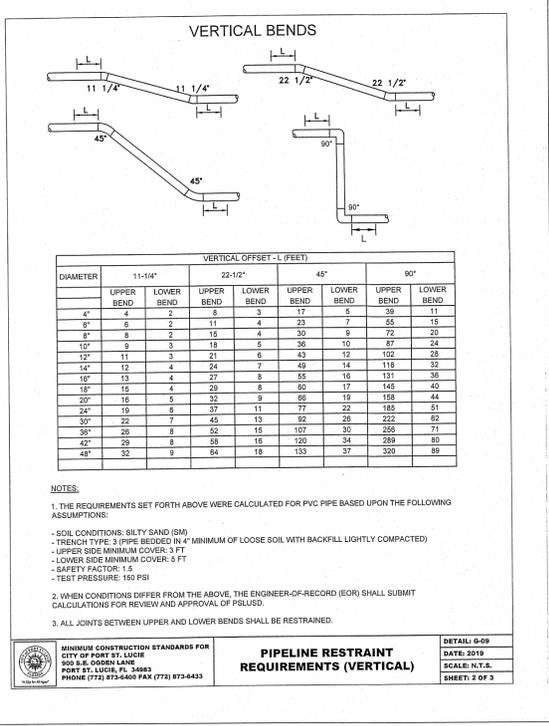 VERTICAL BENDS
L
11 1/4°
11 1/4°
L
L
22 1/2°
22 1/2°
L
L
45°
45°
L
L
90°
90°
L
VERTICAL OFFSET - L (FEET)
DIAMETER 11-1/4° 22-1/2° 45° 90°
UPPER BEND LOWER BEND UPPER BEND LOWER BEND UPPER BEND LOWER BEND UPPER BEND LOWER BEND
4" 4 2 8 3 17 5 39 11
6" 6 2 11 4 23 7 55 15
8" 8 2 15 4 30 9 72 20
10" 9 3 18 5 36 10 87 24
12" 11 3 21 6 43 12 102 28
14" 12 4 24 7 49 14 116 32
16" 13 4 27 8 55 16 131 36
18" 15 4 29 8 60 17 145 40
20" 16 5 32 9 66 19 158 44
24" 19 6 37 11 77 22 185 51
30" 22 7 45 13 92 26 222 62
36" 26 8 52 15 107 30 256 71
42" 29 8 58 16 120 34 289 80
48" 32 9 64 18 133 37 320 89
NOTES:
1. THE REQUIREMENTS SET FORTH ABOVE WERE CALCULATED FOR PVC PIPE BASED UPON THE FOLLOWING
ASSUMPTIONS:
- SOIL CONDITIONS: SILTY SAND (SM)
- TRENCH TYPE: 3 (PIPE BEDDED IN 4" MINIMUM OF LOOSE SOIL WITH BACKFILL LIGHTLY COMPACTED)
- UPPER SIDE MINIMUM COVER: 3 FT
- LOWER SIDE MINIMUM COVER: 5 FT
- SAFETY FACTOR: 1.5
- TEST PRESSURE: 150 PSI
2. WHEN CONDITIONS DIFFER FROM THE ABOVE, THE ENGINEER-OF-RECORD (EOR) SHALL SUBMIT
CALCULATIONS FOR REVIEW AND APPROVAL OF PSLUSD.
3. ALL JOINTS BETWEEN UPPER AND LOWER BENDS SHALL BE RESTRAINED.
MINIMUM CONSTRUCTION STANDARDS FOR
CITY OF PORT ST. LUCIE
900 S.E. OGDEN LANE
PORT ST. LUCIE, FL 34983
PHONE (772) 873-6400 FAX (772) 873-6433
PIPELINE RESTRAINT
REQUIREMENTS (VERTICAL)
DETAIL: G-09
DATE: 2019
SCALE: N.T.S.
SHEET: 2 OF 3